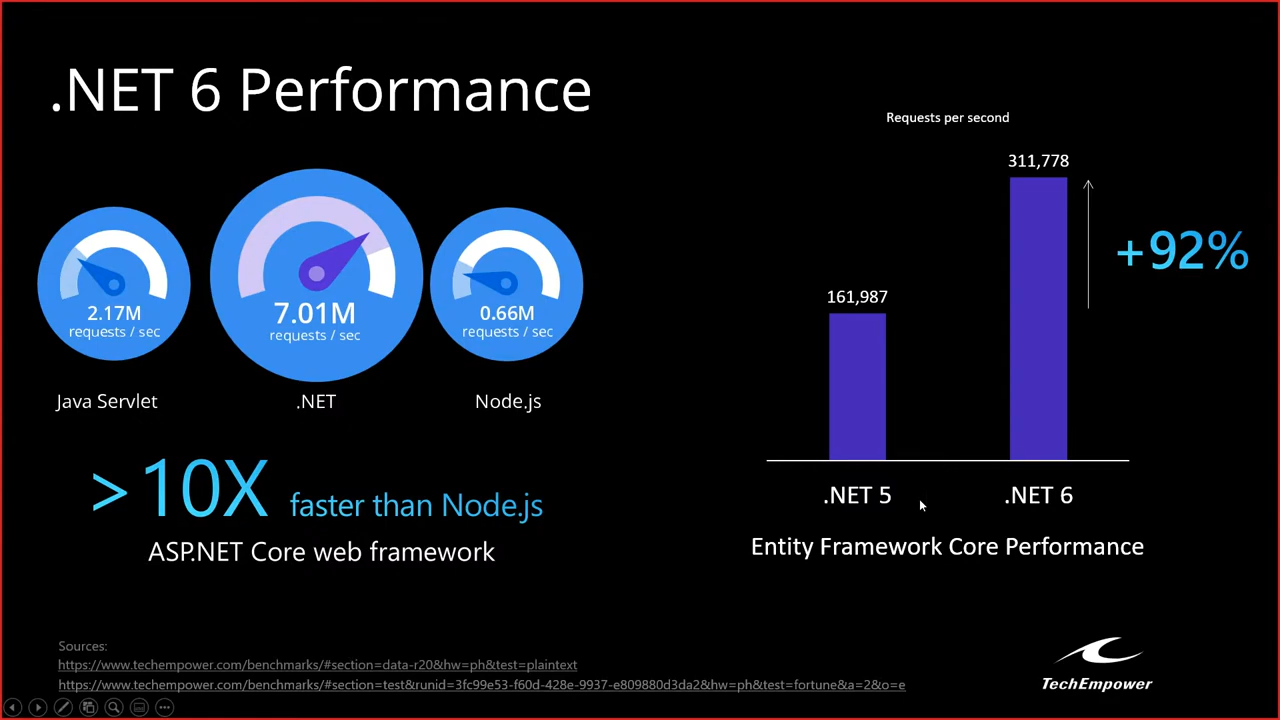 .NET 6 Performance
2.17M
requests / sec
Java Servlet
7.01M
requests / sec
.NET
0.66M
requests / sec
Node.js
>10X faster than Node.js
ASP.NET Core web framework
Requests per second
161,987
311,778
+92%
.NET 5
.NET 6
Entity Framework Core Performance
Sources:
https://www.techempower.com/benchmarks/#section=data-r20&hw=ph&test=plaintext
https://www.techempower.com/benchmarks/#section=test&runid=3fc99e53-f60d-428e-9937-e809880d3da2&hw=ph&test=fortune&a=2&o=e
TechEmpower